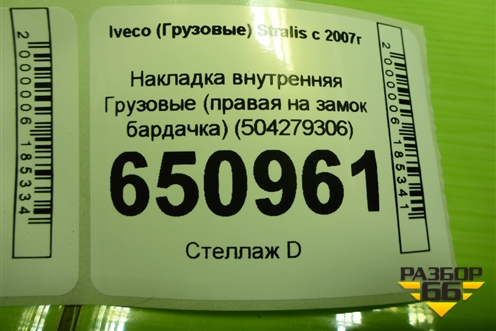 Iveco (Грузовые) Stralis с 2007г
Накладка внутренняя
Грузовые (правая на замок
бардачка) (504279306)
650961
Стеллаж D
2000006185334
2000006185341
РАЗБОР
66